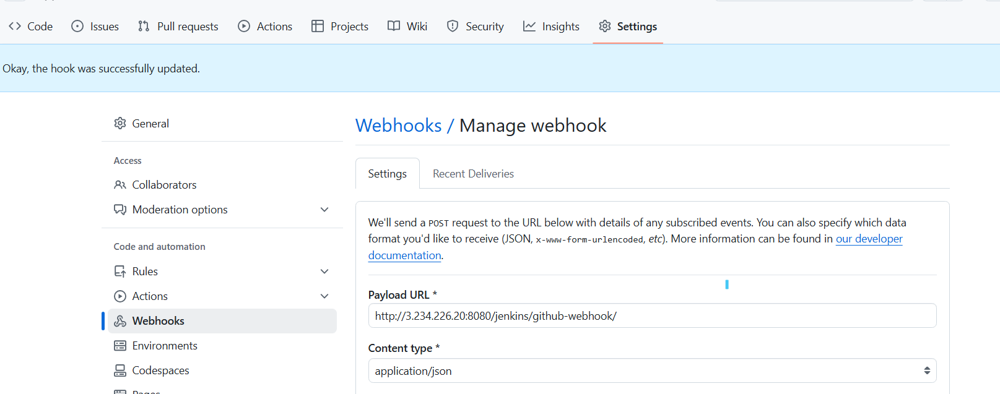 Code Issues Pull requests Actions Projects Wiki Security Insights Settings
Okay, the hook was successfully updated.
General
Access
Collaborators
Moderation options
Code and automation
Rules
Actions
Webhooks
Environments
Codespaces
Webhooks / Manage webhook
Settings Recent Deliveries
We'll send a POST request to the URL below with details of any subscribed events. You can also specify which data
format you'd like to receive (JSON, x-www-form-urlencoded, etc). More information can be found in our developer
documentation.
Payload URL *
http://3.234.226.20:8080/jenkins/github-webhook/
Content type *
application/json